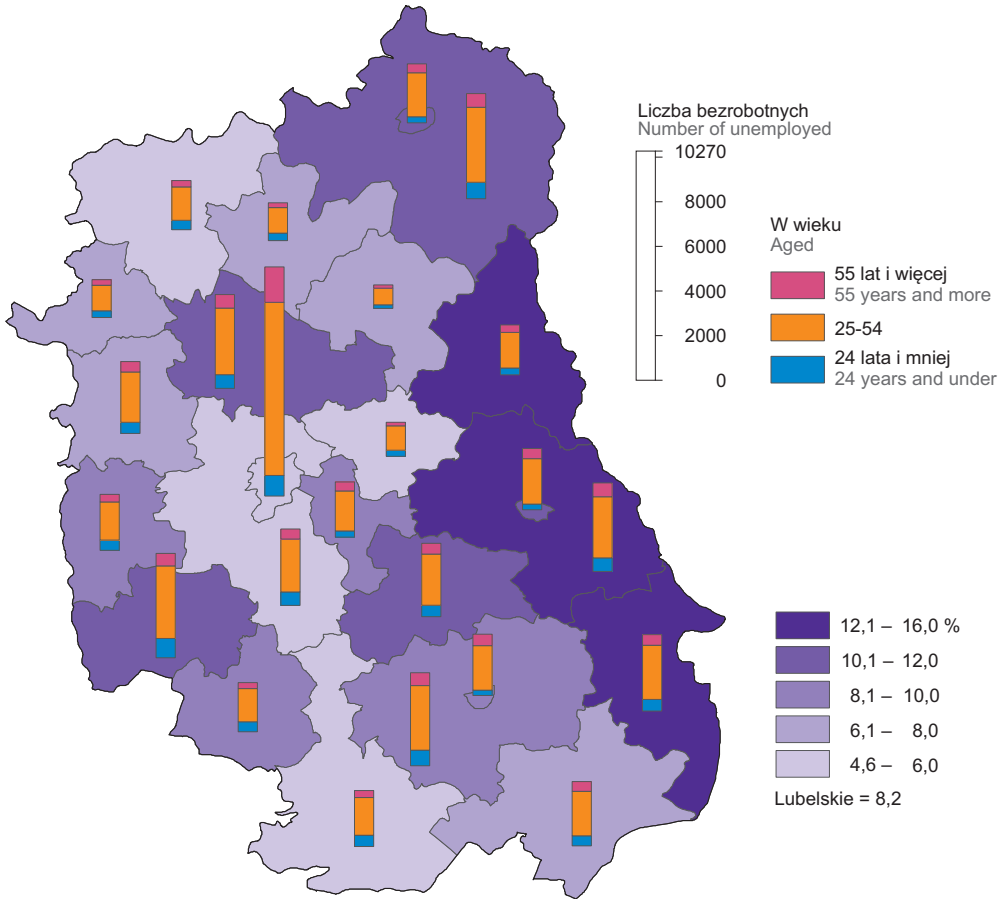 Liczba bezrobotnych
Number of unemployed
10270
8000
6000
4000
2000
0
W wieku
Aged
55 lat i więcej
55 years and more
25-54
24 lata i mniej
24 years and under
12,1 – 16,0 %
10,1 – 12,0
8,1 – 10,0
6,1 – 8,0
4,6 – 6,0
Lubelskie = 8,2